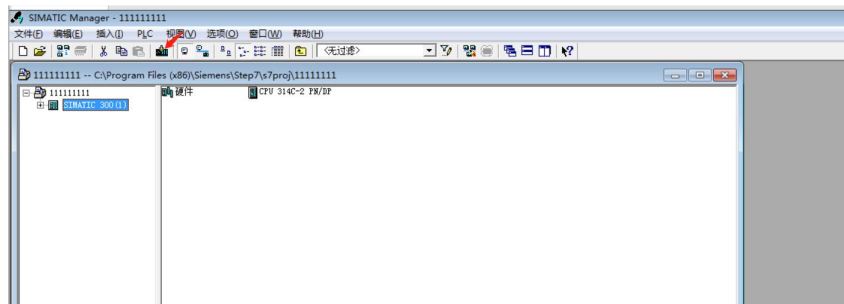 SIMATIC Manager - 111111111
文件(F) 编辑(E) 插入(I) PLC 视图(V) 选项(O) 窗口(W) 帮助(H)
<无过滤>
111111111 -- C:\Program Files (x86)\Siemens\Step7\s7proj\11111111
111111111
硬件 CPU 314C-2 PN/DP
SIMATIC 300(1)